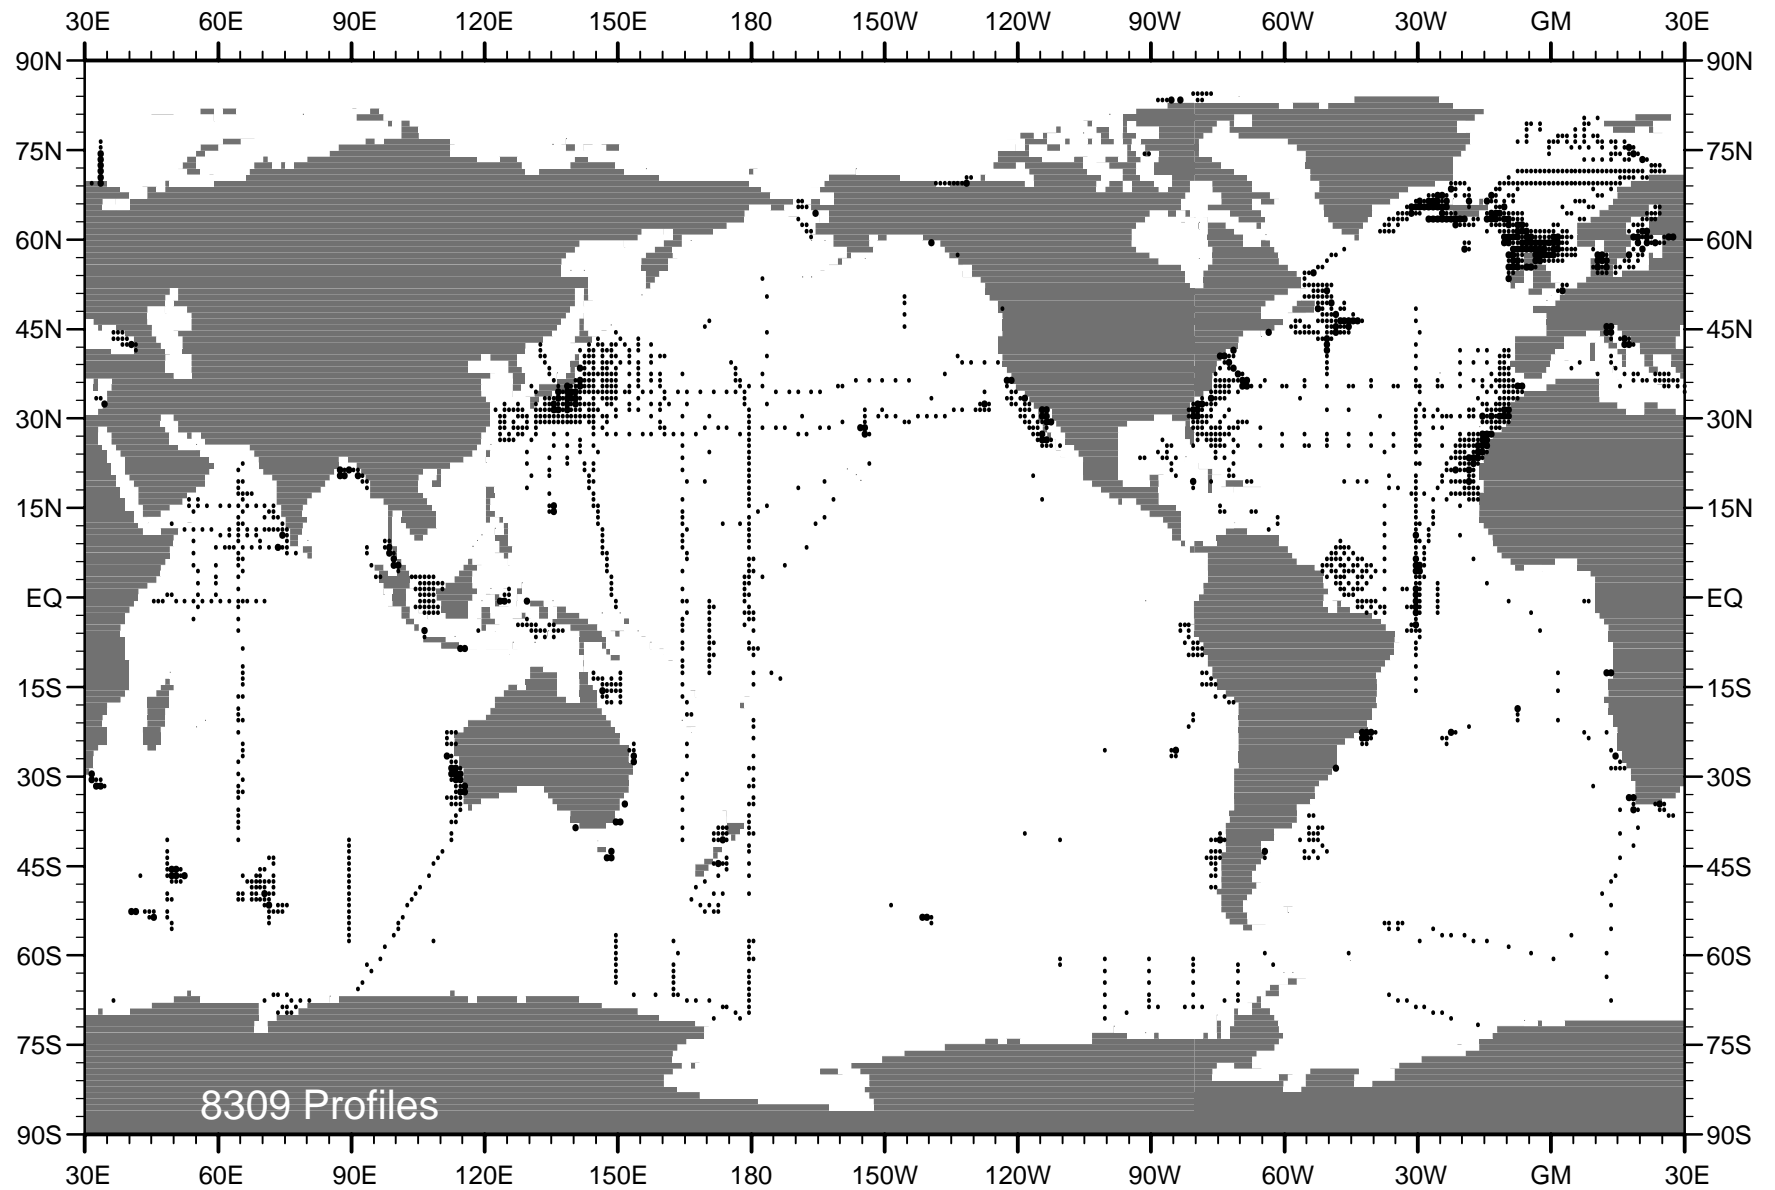 30E 60E 90E 120E 150E 180 150W 120W 90W 60W 30W GM 30E
90N 90N
75N 75N
60N 60N
45N 45N
30N 30N
15N 15N
EQ EQ
15S 15S
30S 30S
45S 45S
60S 60S
75S 75S
8309 Profiles
90S 90S
30E 60E 90E 120E 150E 180 150W 120W 90W 60W 30W GM 30E